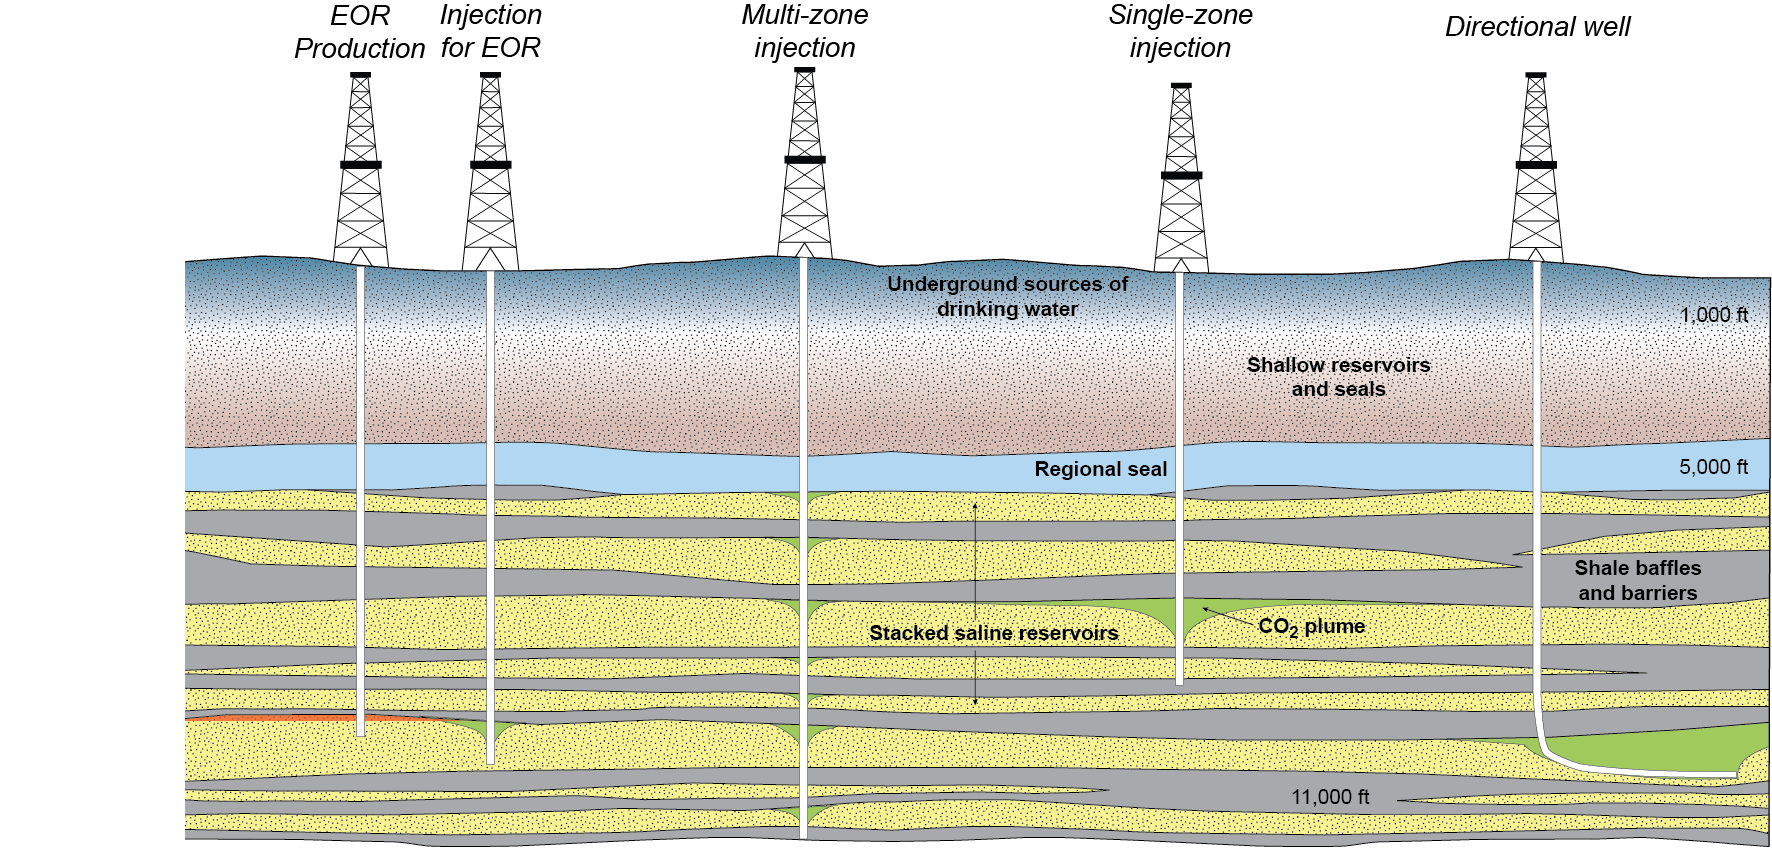 EOR
Production
Injection
for EOR
Multi-zone
injection
Single-zone
injection
Directional well
Underground sources of
drinking water
1,000 ft
Shallow reservoirs
and seals
Regional seal
5,000 ft
Shale baffles
and barriers
Stacked saline reservoirs
CO₂ plume
11,000 ft